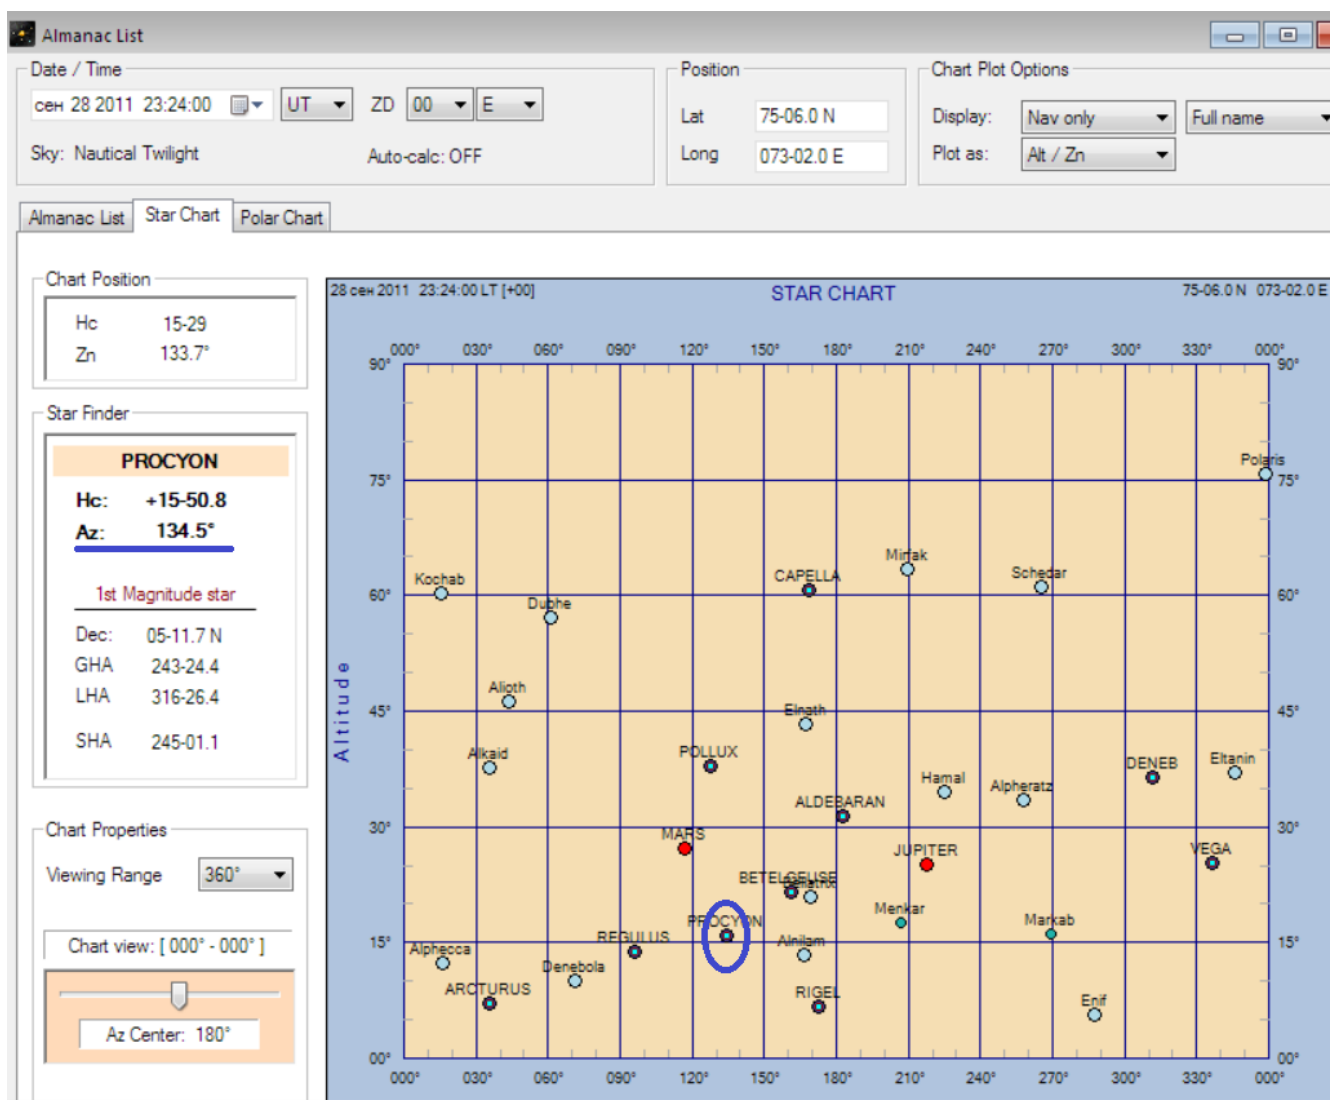 Almanac List
Date / Time
сен 28 2011 23:24:00
UT
ZD
00
E
Sky: Nautical Twilight
Auto-calc: OFF
Position
Lat 75-06.0 N
Long 073-02.0 E
Chart Plot Options
Display: Nav only
Full name
Plot as: Alt / Zn
Almanac List
Star Chart
Polar Chart
Chart Position
Hc 15-29
Zn 133.7°
Star Finder
PROCYON
Hc: +15-50.8
Az: 134.5°
1st Magnitude star
Dec: 05-11.7 N
GHA 243-24.4
LHA 316-26.4
SHA 245-01.1
Chart Properties
Viewing Range 360°
Chart view: [ 000° - 000° ]
Az Center: 180°
28 сен 2011 23:24:00 LT [+00]
STAR CHART
75-06.0 N 073-02.0 E
000° 030° 060° 090° 120° 150° 180° 210° 240° 270° 300° 330° 000°
90° 90°
Polaris
75° 75°
Mirfak
Schedar
CAPELLA
Kochab
60° 60°
Dubhe
Alioth
45° 45°
Elnath
Altitude
POLLUX
Alkaid
DENEB
Eltanin
Hamal
Alpheratz
ALDEBARAN
30° 30°
MARS
JUPITER
VEGA
BETELGEUSE
Bellatrix
Menkar
Markab
PROCYON
REGULUS
Alnilam
15° 15°
Alphecca
Denebola
ARCTURUS
RIGEL
Enif
00° 00°
000° 030° 060° 090° 120° 150° 180° 210° 240° 270° 300° 330° 000°